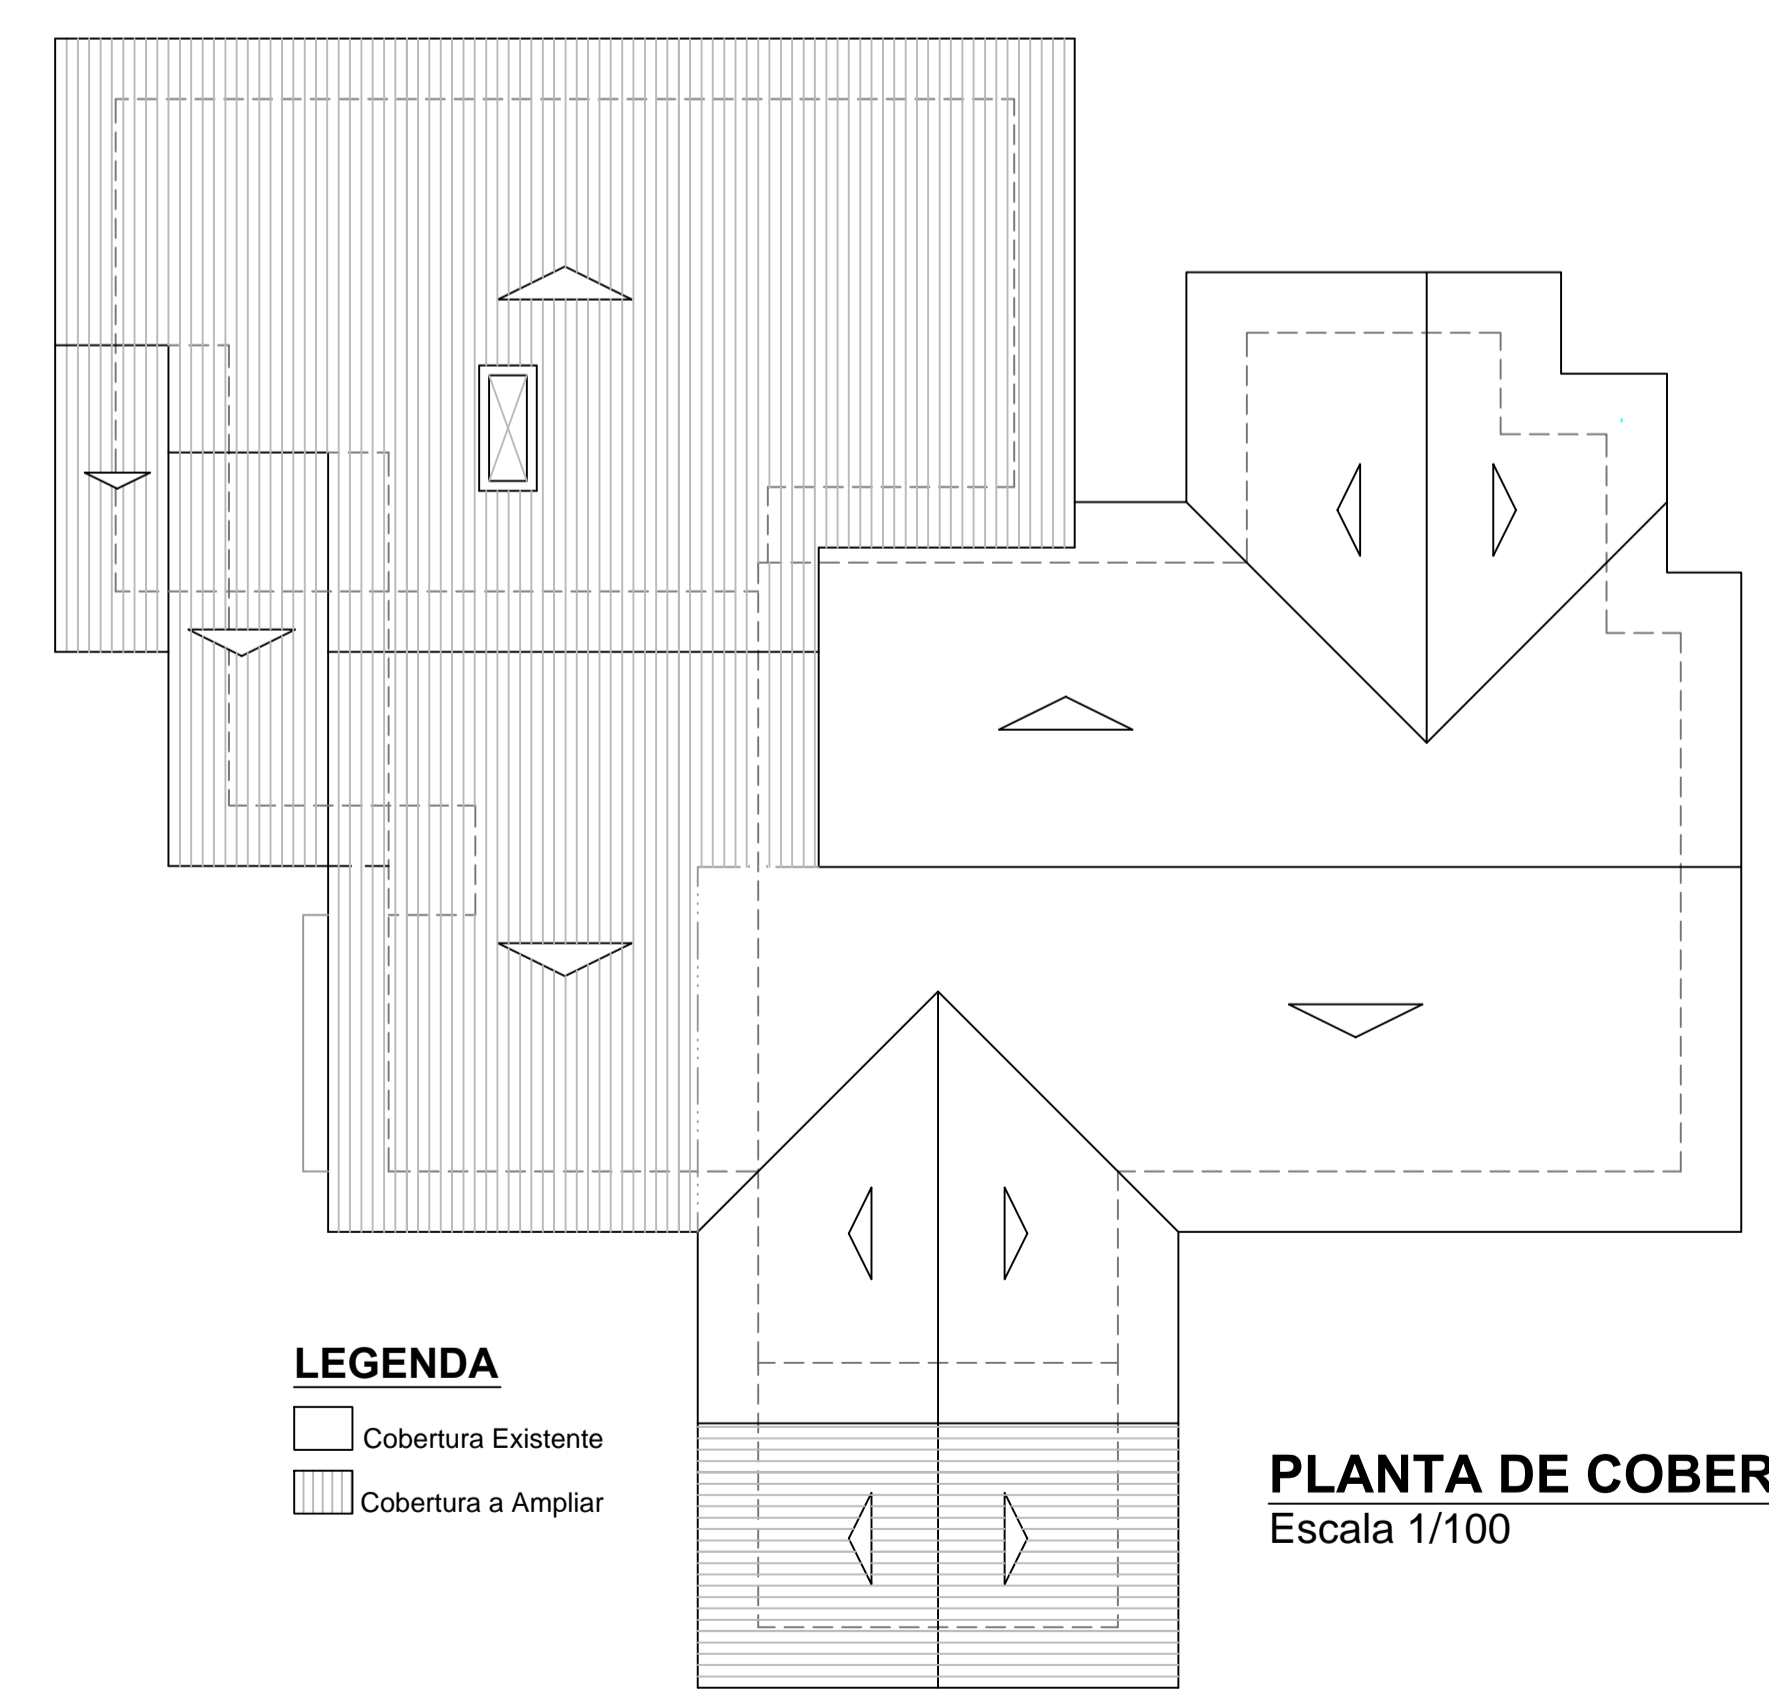 LEGENDA
Cobertura Existente
Cobertura a Ampliar
PLANTA DE COBER
Escala 1/100